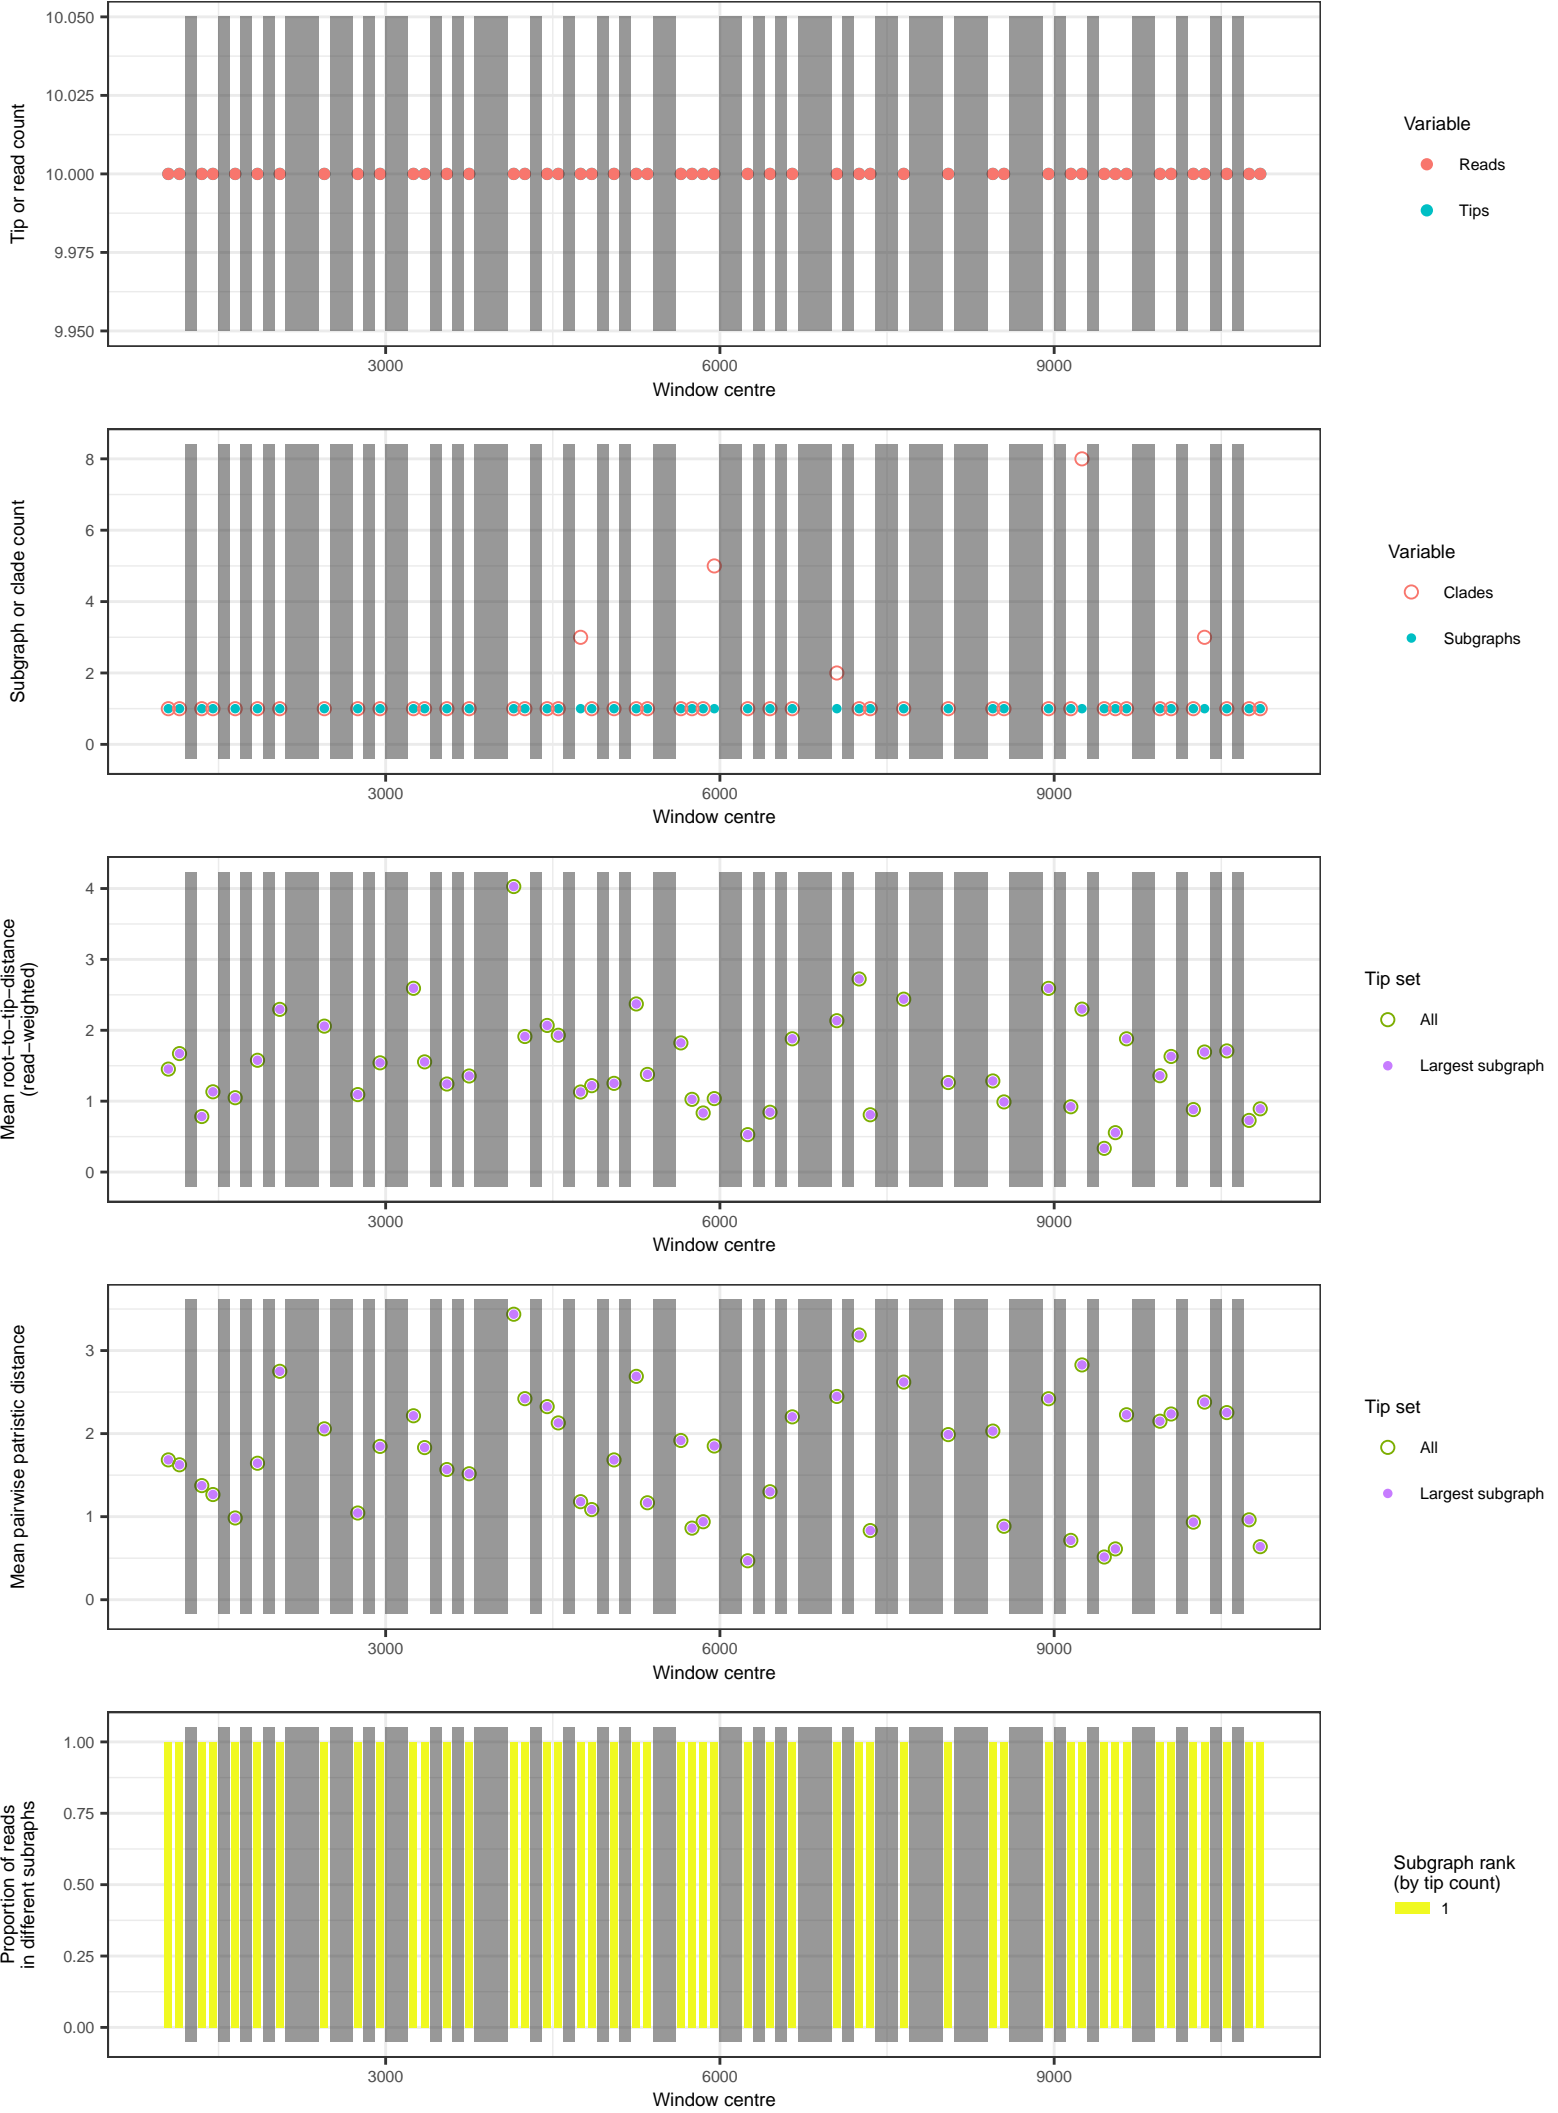 10.050
10.025
10.000
9.975
9.950
Tip or read count
3000
6000
9000
Window centre
Variable
Reads
Tips
8
6
4
2
0
Subgraph or clade count
3000
6000
9000
Window centre
Variable
Clades
Subgraphs
4
3
2
1
0
Mean root−to−tip−distance
(read−weighted)
3000
6000
9000
Window centre
Tip set
All
Largest subgraph
3
2
1
0
Mean pairwise patristic distance
3000
6000
9000
Window centre
Tip set
All
Largest subgraph
1.00
0.75
0.50
0.25
0.00
Proportion of reads
in different subraphs
3000
6000
9000
Window centre
Subgraph rank
(by tip count)
1